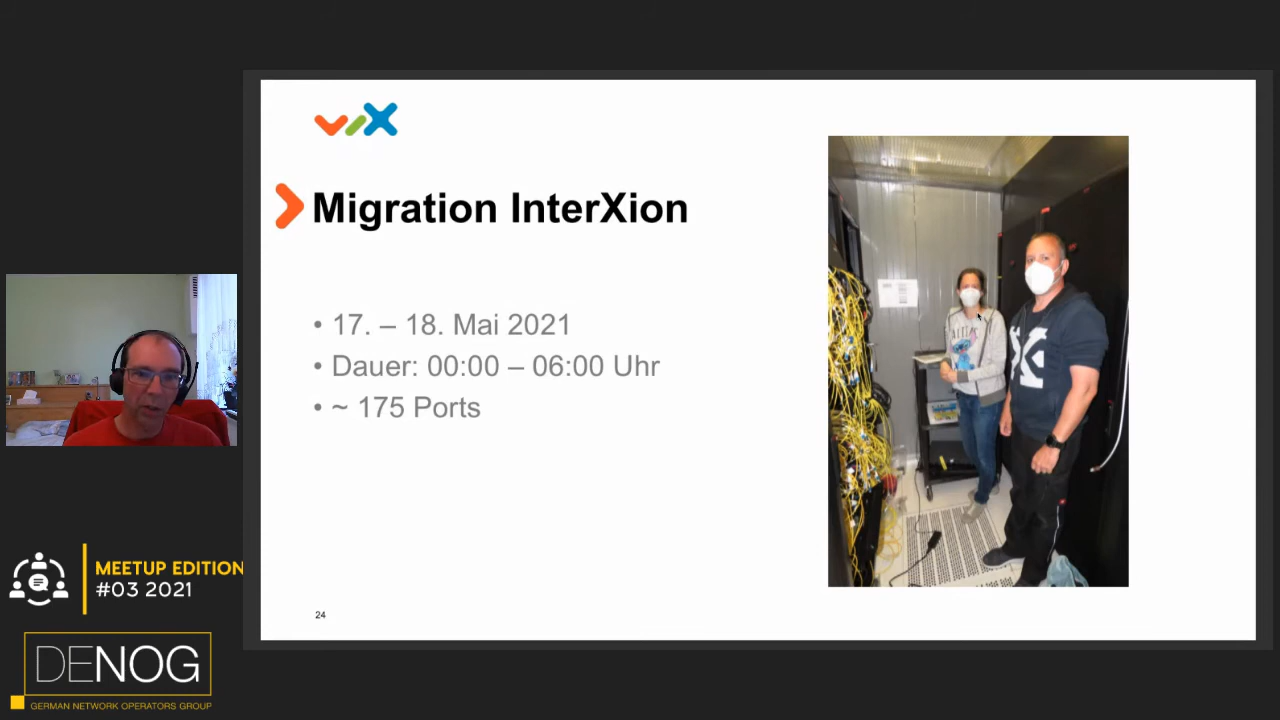 vix
Migration InterXion
• 17. – 18. Mai 2021
• Dauer: 00:00 – 06:00 Uhr
• ~ 175 Ports
24
MEETUP EDITION
#03 2021
DENOG
GERMAN NETWORK OPERATORS GROUP